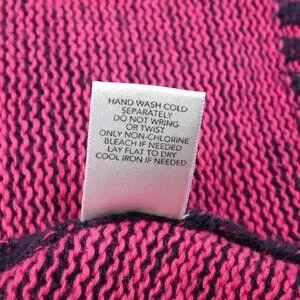 HAND WASH COLD
SEPARATELY
DO NOT WRING
OR TWIST
ONLY NON-CHLORINE
BLEACH IF NEEDED
LAY FLAT TO DRY
COOL IRON IF NEEDED